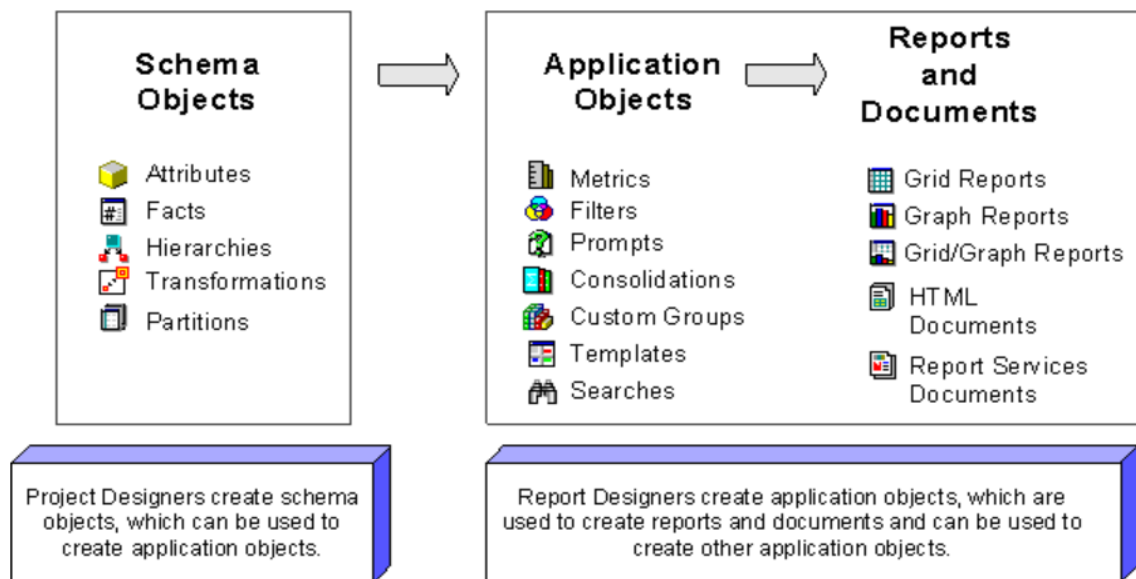 Schema
Objects
Attributes
Facts
Hierarchies
Transformations
Partitions
Application
Objects
Metrics
Filters
Prompts
Consolidations
Custom Groups
Templates
Searches
Reports
and
Documents
Grid Reports
Graph Reports
Grid/Graph Reports
HTML
Documents
Report Services
Documents
Project Designers create schema
objects, which can be used to
create application objects.
Report Designers create application objects, which are
used to create reports and documents and can be used to
create other application objects.